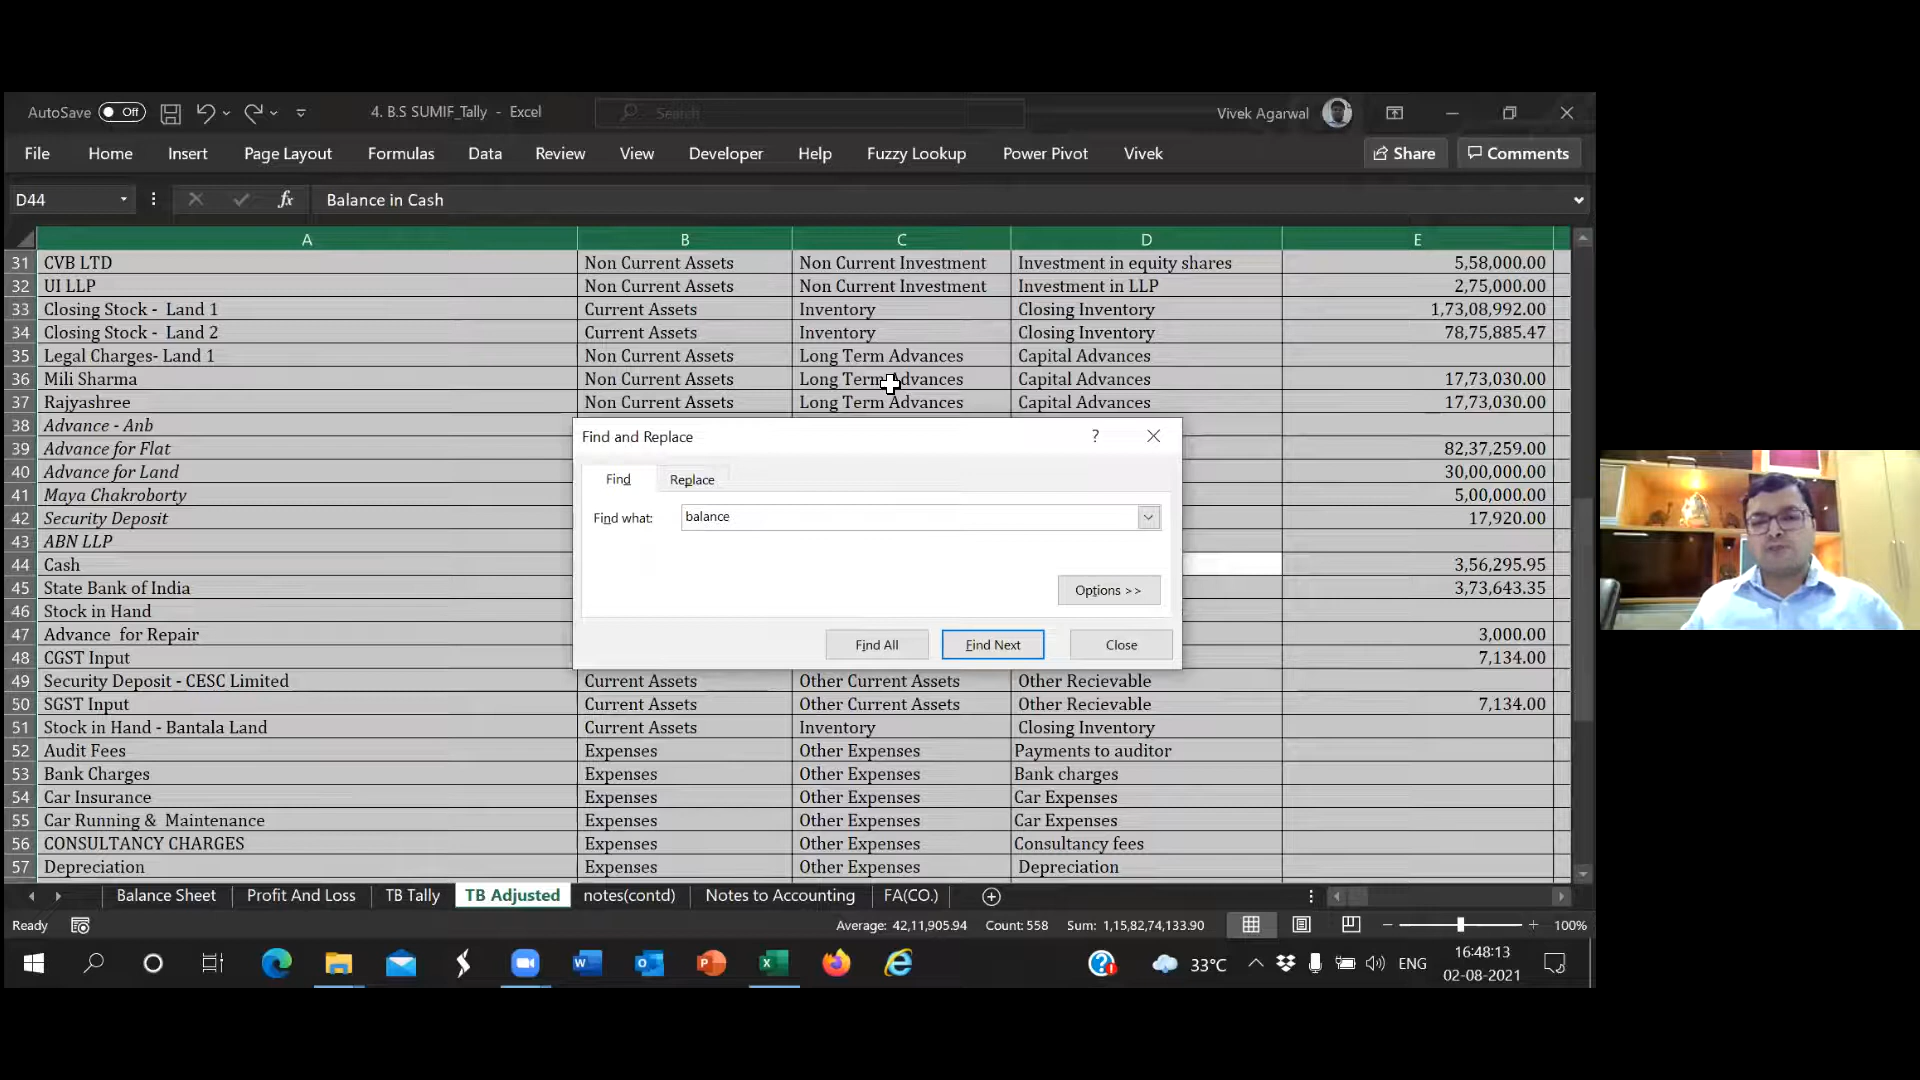 AutoSave Off 4. B.S SUMIF_Tally - Excel Search Vivek Agarwal
File Home Insert Page Layout Formulas Data Review View Developer Help Fuzzy Lookup Power Pivot Vivek Share Comments
D44 fx Balance in Cash
A B C D E
31 CVB LTD Non Current Assets Non Current Investment Investment in equity shares 5,58,000.00
32 UI LLP Non Current Assets Non Current Investment Investment in LLP 2,75,000.00
33 Closing Stock - Land 1 Current Assets Inventory Closing Inventory 1,73,08,992.00
34 Closing Stock - Land 2 Current Assets Inventory Closing Inventory 78,75,885.47
35 Legal Charges- Land 1 Non Current Assets Long Term Advances Capital Advances
36 Mili Sharma Non Current Assets Long Term Advances Capital Advances 17,73,030.00
37 Rajyashree Non Current Assets Long Term Advances Capital Advances 17,73,030.00
38 Advance - Anb
39 Advance for Flat 82,37,259.00
40 Advance for Land 30,00,000.00
41 Maya Chakroborty 5,00,000.00
42 Security Deposit 17,920.00
43 ABN LLP
44 Cash 3,56,295.95
45 State Bank of India 3,73,643.35
46 Stock in Hand
47 Advance for Repair 3,000.00
48 CGST Input 7,134.00
Find and Replace ?
Find Replace
Find what: balance
Options >>
Find All Find Next Close
49 Security Deposit - CESC Limited Current Assets Other Current Assets Other Recievable
50 SGST Input Current Assets Other Current Assets Other Recievable 7,134.00
51 Stock in Hand - Bantala Land Current Assets Inventory Closing Inventory
52 Audit Fees Expenses Other Expenses Payments to auditor
53 Bank Charges Expenses Other Expenses Bank charges
54 Car Insurance Expenses Other Expenses Car Expenses
55 Car Running & Maintenance Expenses Other Expenses Car Expenses
56 CONSULTANCY CHARGES Expenses Other Expenses Consultancy fees
57 Depreciation Expenses Other Expenses Depreciation
Balance Sheet Profit And Loss TB Tally TB Adjusted notes(contd) Notes to Accounting FA(CO.)
Ready Average: 42,11,905.94 Count: 558 Sum: 1,15,82,74,133.90 100%
33°C ENG 16:48:13
02-08-2021